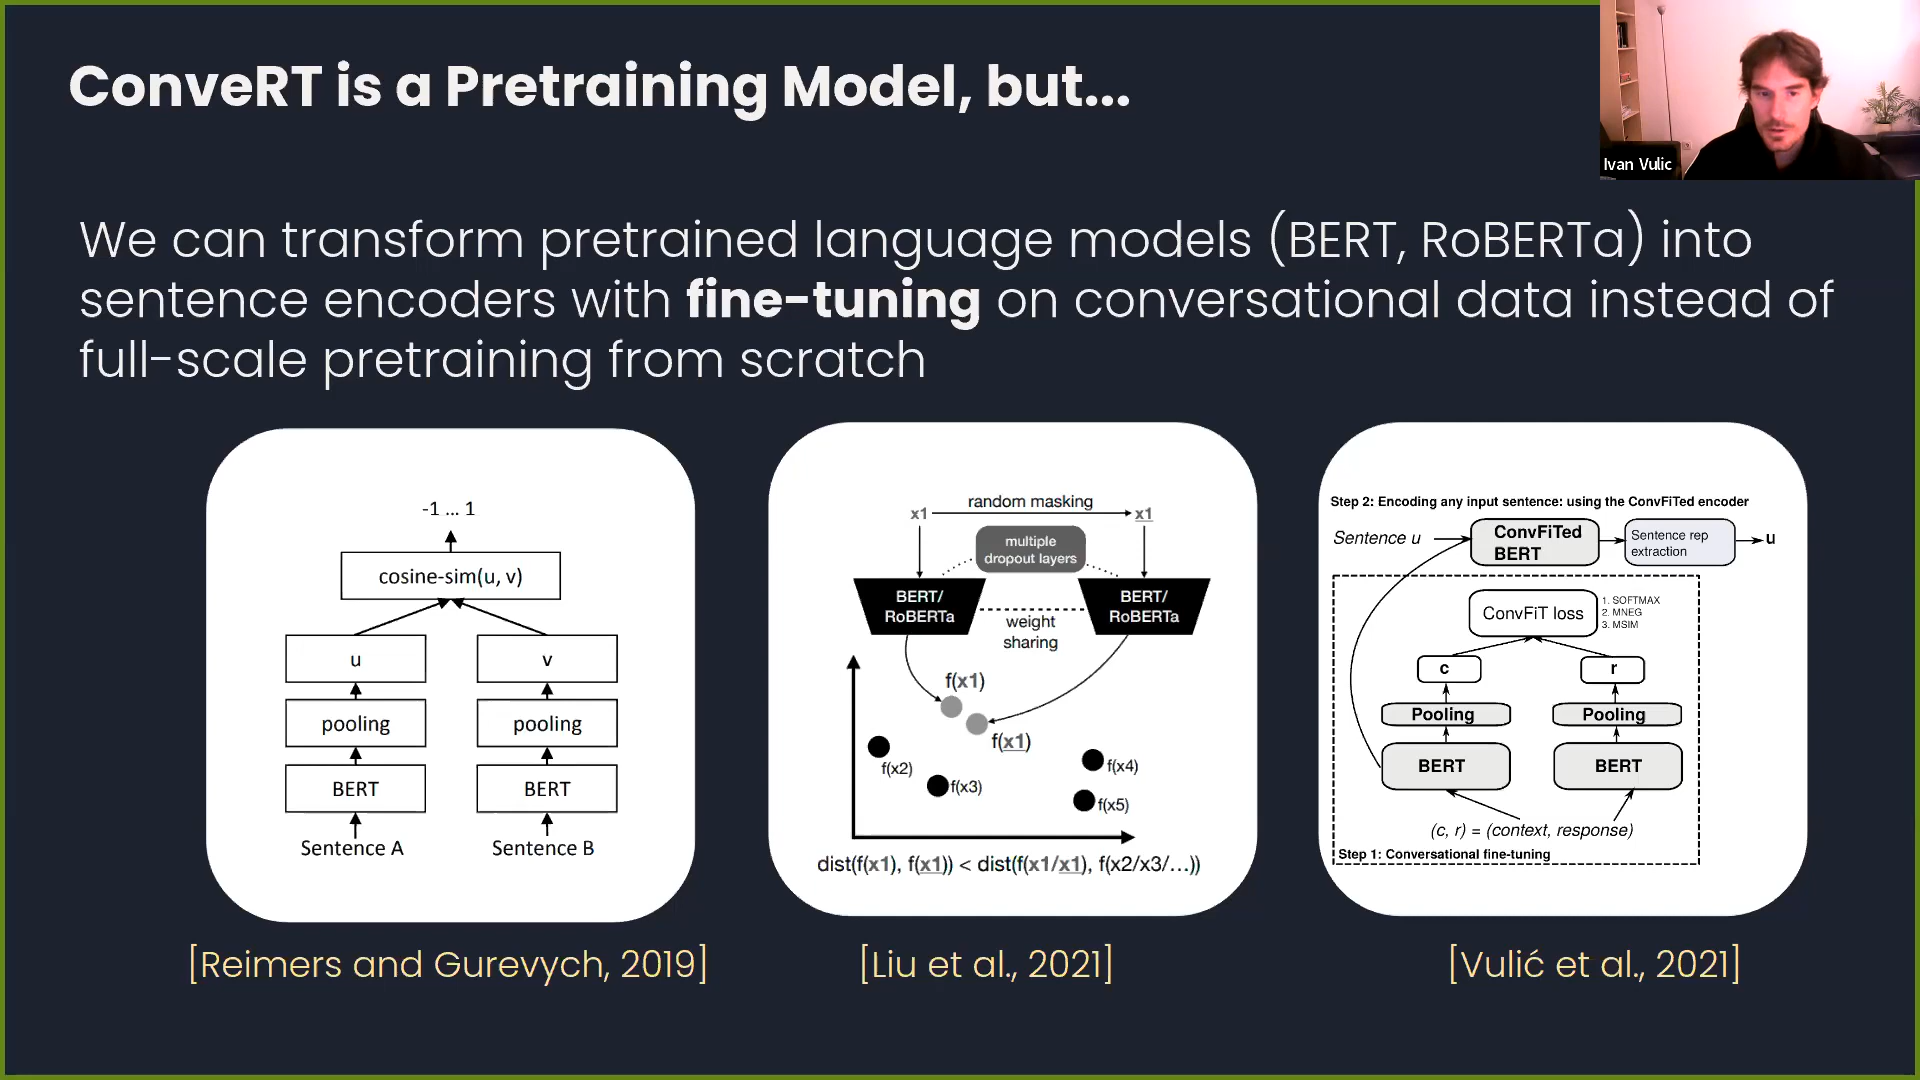 ConveRT is a Pretraining Model, but...
Ivan Vulic
We can transform pretrained language models (BERT, RoBERTa) into
sentence encoders with fine-tuning on conversational data instead of
full-scale pretraining from scratch
-1 ... 1
cosine-sim(u, v)
u
v
pooling
pooling
BERT
BERT
Sentence A
Sentence B
random masking
x1
x1
multiple
dropout layers
BERT/
RoBERTa
BERT/
RoBERTa
weight
sharing
f(x1)
f(x1)
f(x2)
f(x3)
f(x4)
f(x5)
dist(f(x1), f(x1)) < dist(f(x1/x1), f(x2/x3/...))
Step 2: Encoding any input sentence: using the ConvFiTed encoder
Sentence u
ConvFiTed
BERT
Sentence rep
extraction
u
ConvFiT loss
1. SOFTMAX
2. MNEG
3. MSIM
c
r
Pooling
Pooling
BERT
BERT
(c, r) = (context, response)
Step 1: Conversational fine-tuning
[Reimers and Gurevych, 2019]
[Liu et al., 2021]
[Vulić et al., 2021]